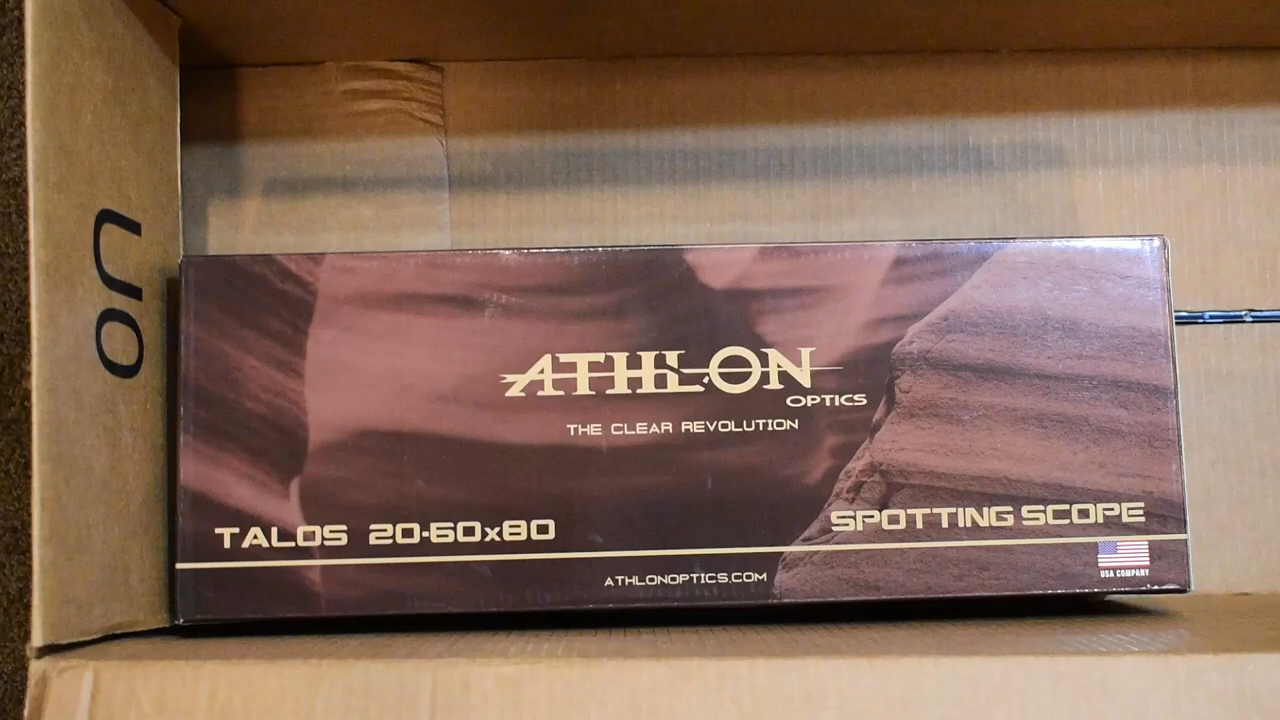 on
ATHLON
OPTICS
THE CLEAR REVOLUTION
TALOS 20-60x80
SPOTTING SCOPE
ATHLONOPTICS.COM
USA COMPANY